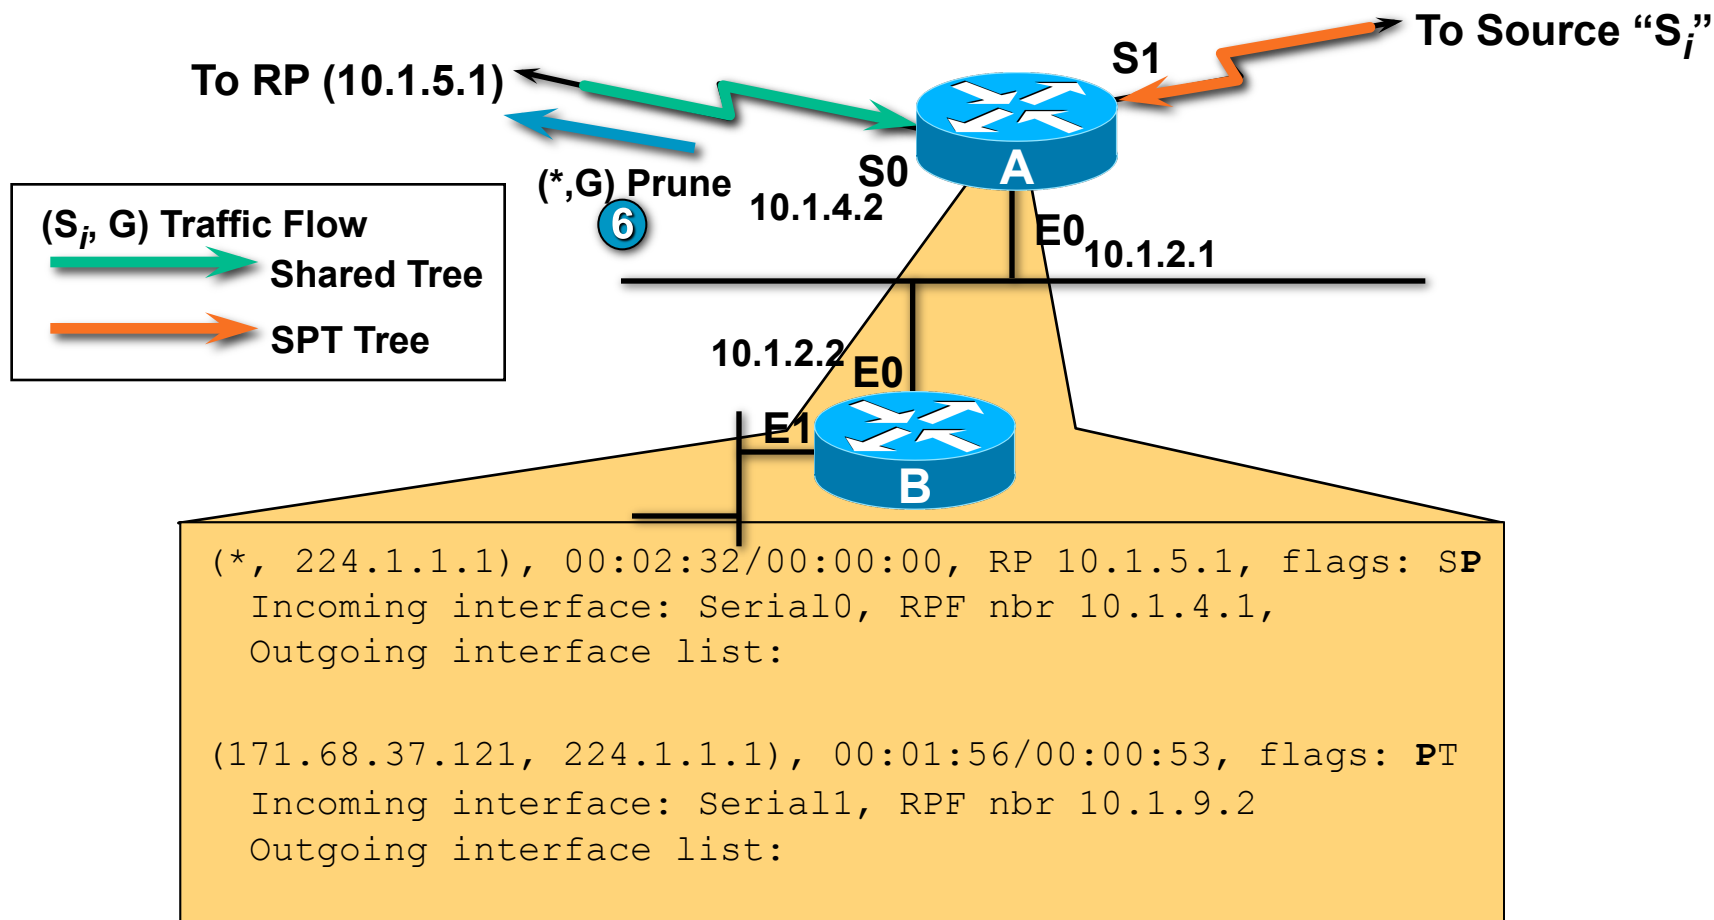 To Source “Si”
S1
To RP (10.1.5.1)
A
S0
(*,G) Prune
10.1.4.2
6
(Si, G) Traffic Flow
Shared Tree
SPT Tree
E0
10.1.2.1
10.1.2.2
E0
E1
B
(*, 224.1.1.1), 00:02:32/00:00:00, RP 10.1.5.1, flags: SP
Incoming interface: Serial0, RPF nbr 10.1.4.1,
Outgoing interface list:
(171.68.37.121, 224.1.1.1), 00:01:56/00:00:53, flags: PT
Incoming interface: Serial1, RPF nbr 10.1.9.2
Outgoing interface list: